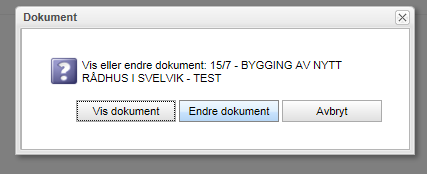 Dokument
Vis eller endre dokument: 15/7 - BYGGING AV NYTT
RÅDHUS I SVELVIK - TEST
Vis dokument Endre dokument Avbryt